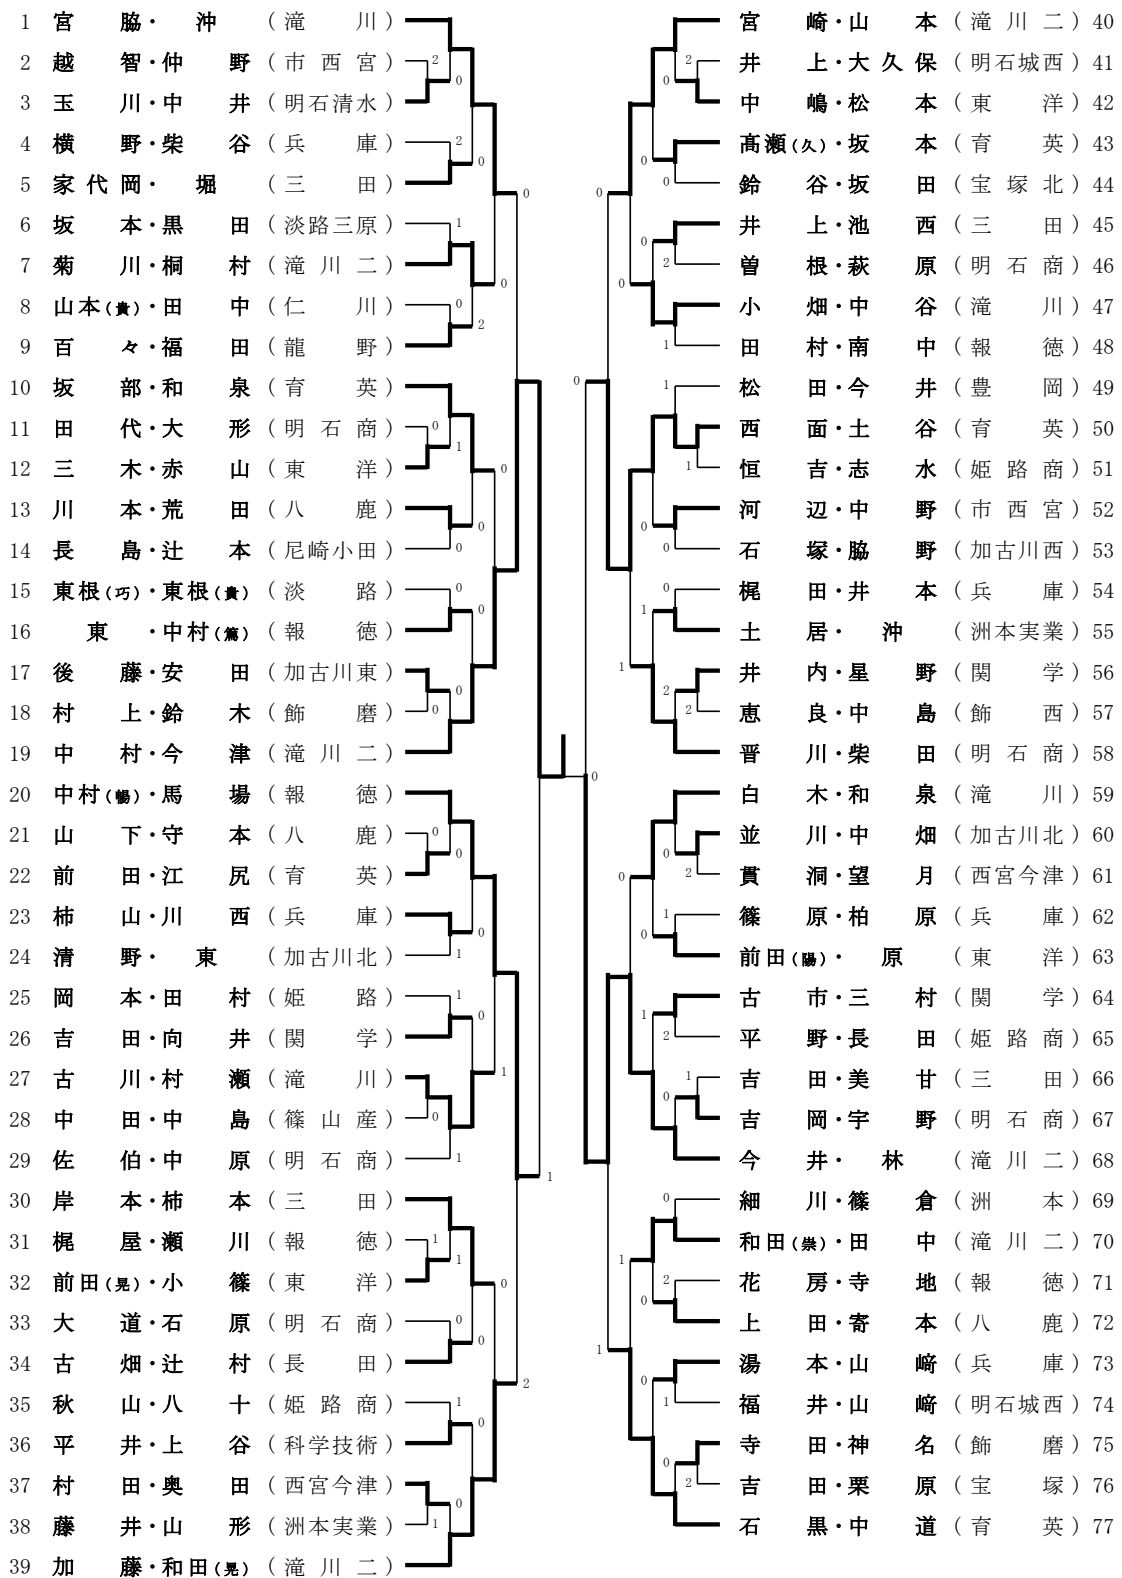 1 宮脇・沖 (滝川)
2 越智・仲野 (市西宮)
3 玉川・中井 (明石清水)
4 横野・柴谷 (兵庫)
5 家代岡・堀 (三田)
6 坂本・黒田 (淡路三原)
7 菊川・桐村 (滝川二)
8 山本(貴)・田中 (仁川)
9 百々・福田 (龍野)
10 坂部・和泉 (育英)
11 田代・大形 (明石商)
12 三木・赤山 (東洋)
13 川本・荒田 (八鹿)
14 長島・辻本 (尼崎小田)
15 東根(巧)・東根(貴) (淡路)
16 東・中村(篤) (報徳)
17 後藤・安田 (加古川東)
18 村上・鈴木 (飾磨)
19 中村・今津 (滝川二)
20 中村(暢)・馬場 (報徳)
21 山下・守本 (八鹿)
22 前田・江尻 (育英)
23 柿山・川西 (兵庫)
24 清野・東 (加古川北)
25 岡本・田村 (姫路)
26 吉田・向井 (関学)
27 古川・村瀬 (滝川)
28 中田・中島 (篠山産)
29 佐伯・中原 (明石商)
30 岸本・柿本 (三田)
31 梶屋・瀬川 (報徳)
32 前田(晃)・小篠 (東洋)
33 大道・石原 (明石商)
34 古畑・辻村 (長田)
35 秋山・八十 (姫路商)
36 平井・上谷 (科学技術)
37 村田・奥田 (西宮今津)
38 藤井・山形 (洲本実業)
39 加藤・和田(晃) (滝川二)
宮崎・山本 (滝川二) 40
井上・大久保 (明石城西) 41
中嶋・松本 (東洋) 42
髙瀬(久)・坂本 (育英) 43
鈴谷・坂田 (宝塚北) 44
井上・池西 (三田) 45
曽根・萩原 (明石商) 46
小畑・中谷 (滝川) 47
田村・南中 (報徳) 48
松田・今井 (豊岡) 49
西面・土谷 (育英) 50
恒吉・志水 (姫路商) 51
河辺・中野 (市西宮) 52
石塚・脇野 (加古川西) 53
梶田・井本 (兵庫) 54
土居・沖 (洲本実業) 55
井内・星野 (関学) 56
恵良・中島 (飾西) 57
晋川・柴田 (明石商) 58
白木・和泉 (滝川) 59
並川・中畑 (加古川北) 60
貫洞・望月 (西宮今津) 61
篠原・柏原 (兵庫) 62
前田(陽)・原 (東洋) 63
古市・三村 (関学) 64
平野・長田 (姫路商) 65
吉田・美甘 (三田) 66
吉岡・宇野 (明石商) 67
今井・林 (滝川二) 68
細川・篠倉 (洲本) 69
和田(崇)・田中 (滝川二) 70
花房・寺地 (報徳) 71
上田・寄本 (八鹿) 72
湯本・山﨑 (兵庫) 73
福井・山﨑 (明石城西) 74
寺田・神名 (飾磨) 75
吉田・栗原 (宝塚) 76
石黒・中道 (育英) 77